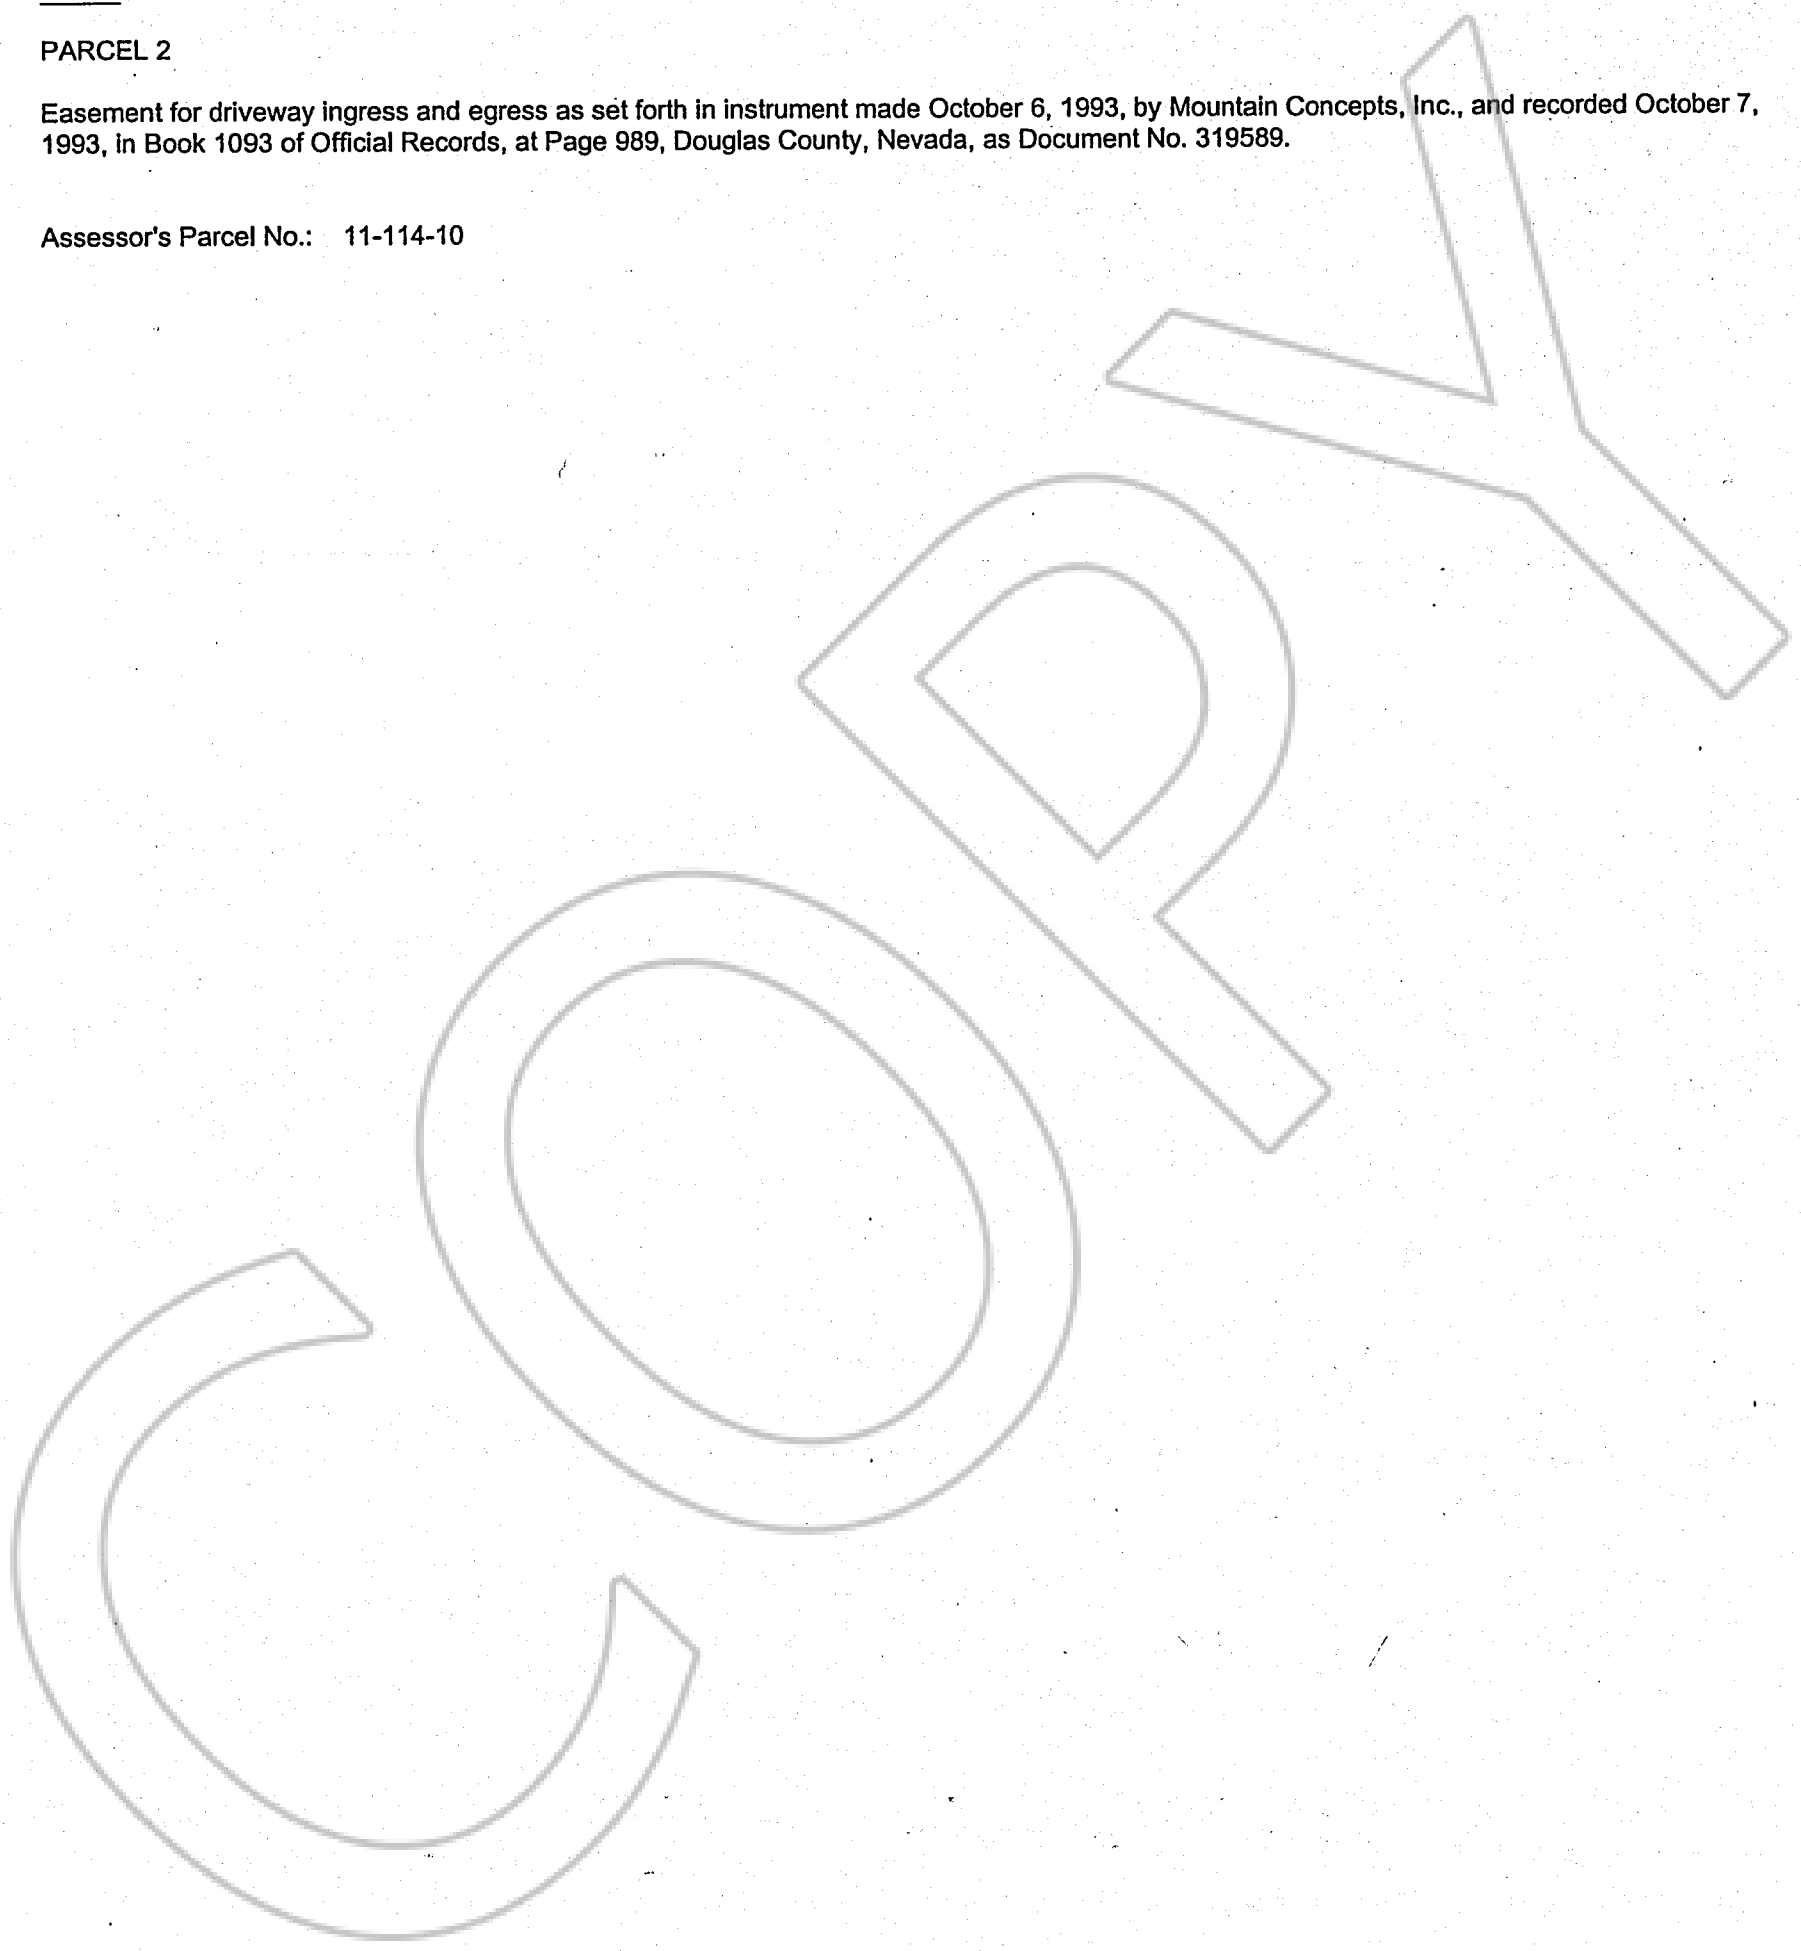 PARCEL 2
Easement for driveway ingress and egress as set forth in instrument made October 6, 1993, by Mountain Concepts, Inc., and recorded October 7,
1993, in Book 1093 of Official Records, at Page 989, Douglas County, Nevada, as Document No. 319589.
Assessor's Parcel No.: 11-114-10
COPY